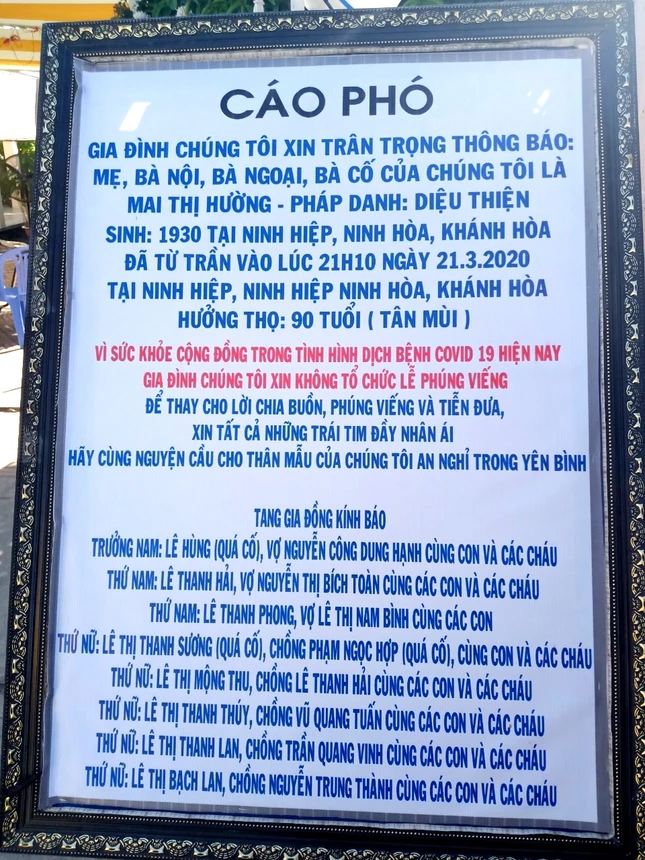 CÁO PHÓ
GIA ĐÌNH CHÚNG TÔI XIN TRÂN TRỌNG THÔNG BÁO:
MẸ, BÀ NỘI, BÀ NGOẠI, BÀ CỐ CỦA CHÚNG TÔI LÀ
MAI THỊ HƯỜNG - PHÁP DANH: DIỆU THIỆN
SINH: 1930 TẠI NINH HIỆP, NINH HÒA, KHÁNH HÒA
ĐÃ TỪ TRẦN VÀO LÚC 21H10 NGÀY 21.3.2020
TẠI NINH HIỆP, NINH HIỆP NINH HÒA, KHÁNH HÒA
HƯỞNG THỌ: 90 TUỔI ( TÂN MÙI )
VÌ SỨC KHỎE CỘNG ĐỒNG TRONG TÌNH HÌNH DỊCH BỆNH COVID 19 HIỆN NAY
GIA ĐÌNH CHÚNG TÔI XIN KHÔNG TỔ CHỨC LỄ PHÚNG VIẾNG
ĐỂ THAY CHO LỜI CHIA BUỒN, PHÚNG VIẾNG VÀ TIỄN ĐƯA,
XIN TẤT CẢ NHỮNG TRÁI TIM ĐẦY NHÂN ÁI
HÃY CÙNG NGUYỆN CẦU CHO THÂN MẪU CỦA CHÚNG TÔI AN NGHỈ TRONG YÊN BÌNH
TANG GIA ĐỒNG KÍNH BÁO
TRƯỞNG NAM: LÊ HÙNG (QUÁ CỐ), VỢ NGUYỄN CÔNG DUNG HẠNH CÙNG CON VÀ CÁC CHÁU
THỨ NAM: LÊ THANH HẢI, VỢ NGUYỄN THỊ BÍCH TOÀN CÙNG CÁC CON VÀ CÁC CHÁU
THỨ NAM: LÊ THANH PHONG, VỢ LÊ THỊ NAM BÌNH CÙNG CÁC CON
THỨ NỮ: LÊ THỊ THANH SƯƠNG (QUÁ CỐ), CHỒNG PHẠM NGỌC HỢP (QUÁ CỐ), CÙNG CON VÀ CÁC CHÁU
THỨ NỮ: LÊ THỊ MỘNG THU, CHỒNG LÊ THANH HẢI CÙNG CÁC CON VÀ CÁC CHÁU
THỨ NỮ: LÊ THỊ THANH THÚY, CHỒNG VŨ QUANG TUẤN CÙNG CÁC CON VÀ CÁC CHÁU
THỨ NỮ: LÊ THỊ THANH LAN, CHỒNG TRẦN QUANG VINH CÙNG CÁC CON VÀ CÁC CHÁU
THỨ NỮ: LÊ THỊ BẠCH LAN, CHỒNG NGUYỄN TRUNG THÀNH CÙNG CÁC CON VÀ CÁC CHÁU